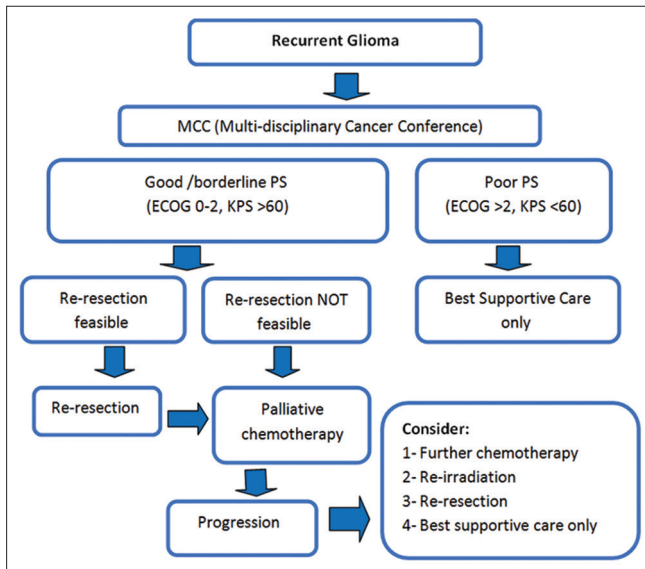 Recurrent Glioma
MCC (Multi-disciplinary Cancer Conference)
Good /borderline PS
(ECOG 0-2, KPS >60)
Poor PS
(ECOG >2, KPS <60)
Re-resection
feasible
Re-resection NOT
feasible
Best Supportive Care
only
Re-resection
Palliative
chemotherapy
Progression
Consider:
1- Further chemotherapy
2- Re-irradiation
3- Re-resection
4- Best supportive care only